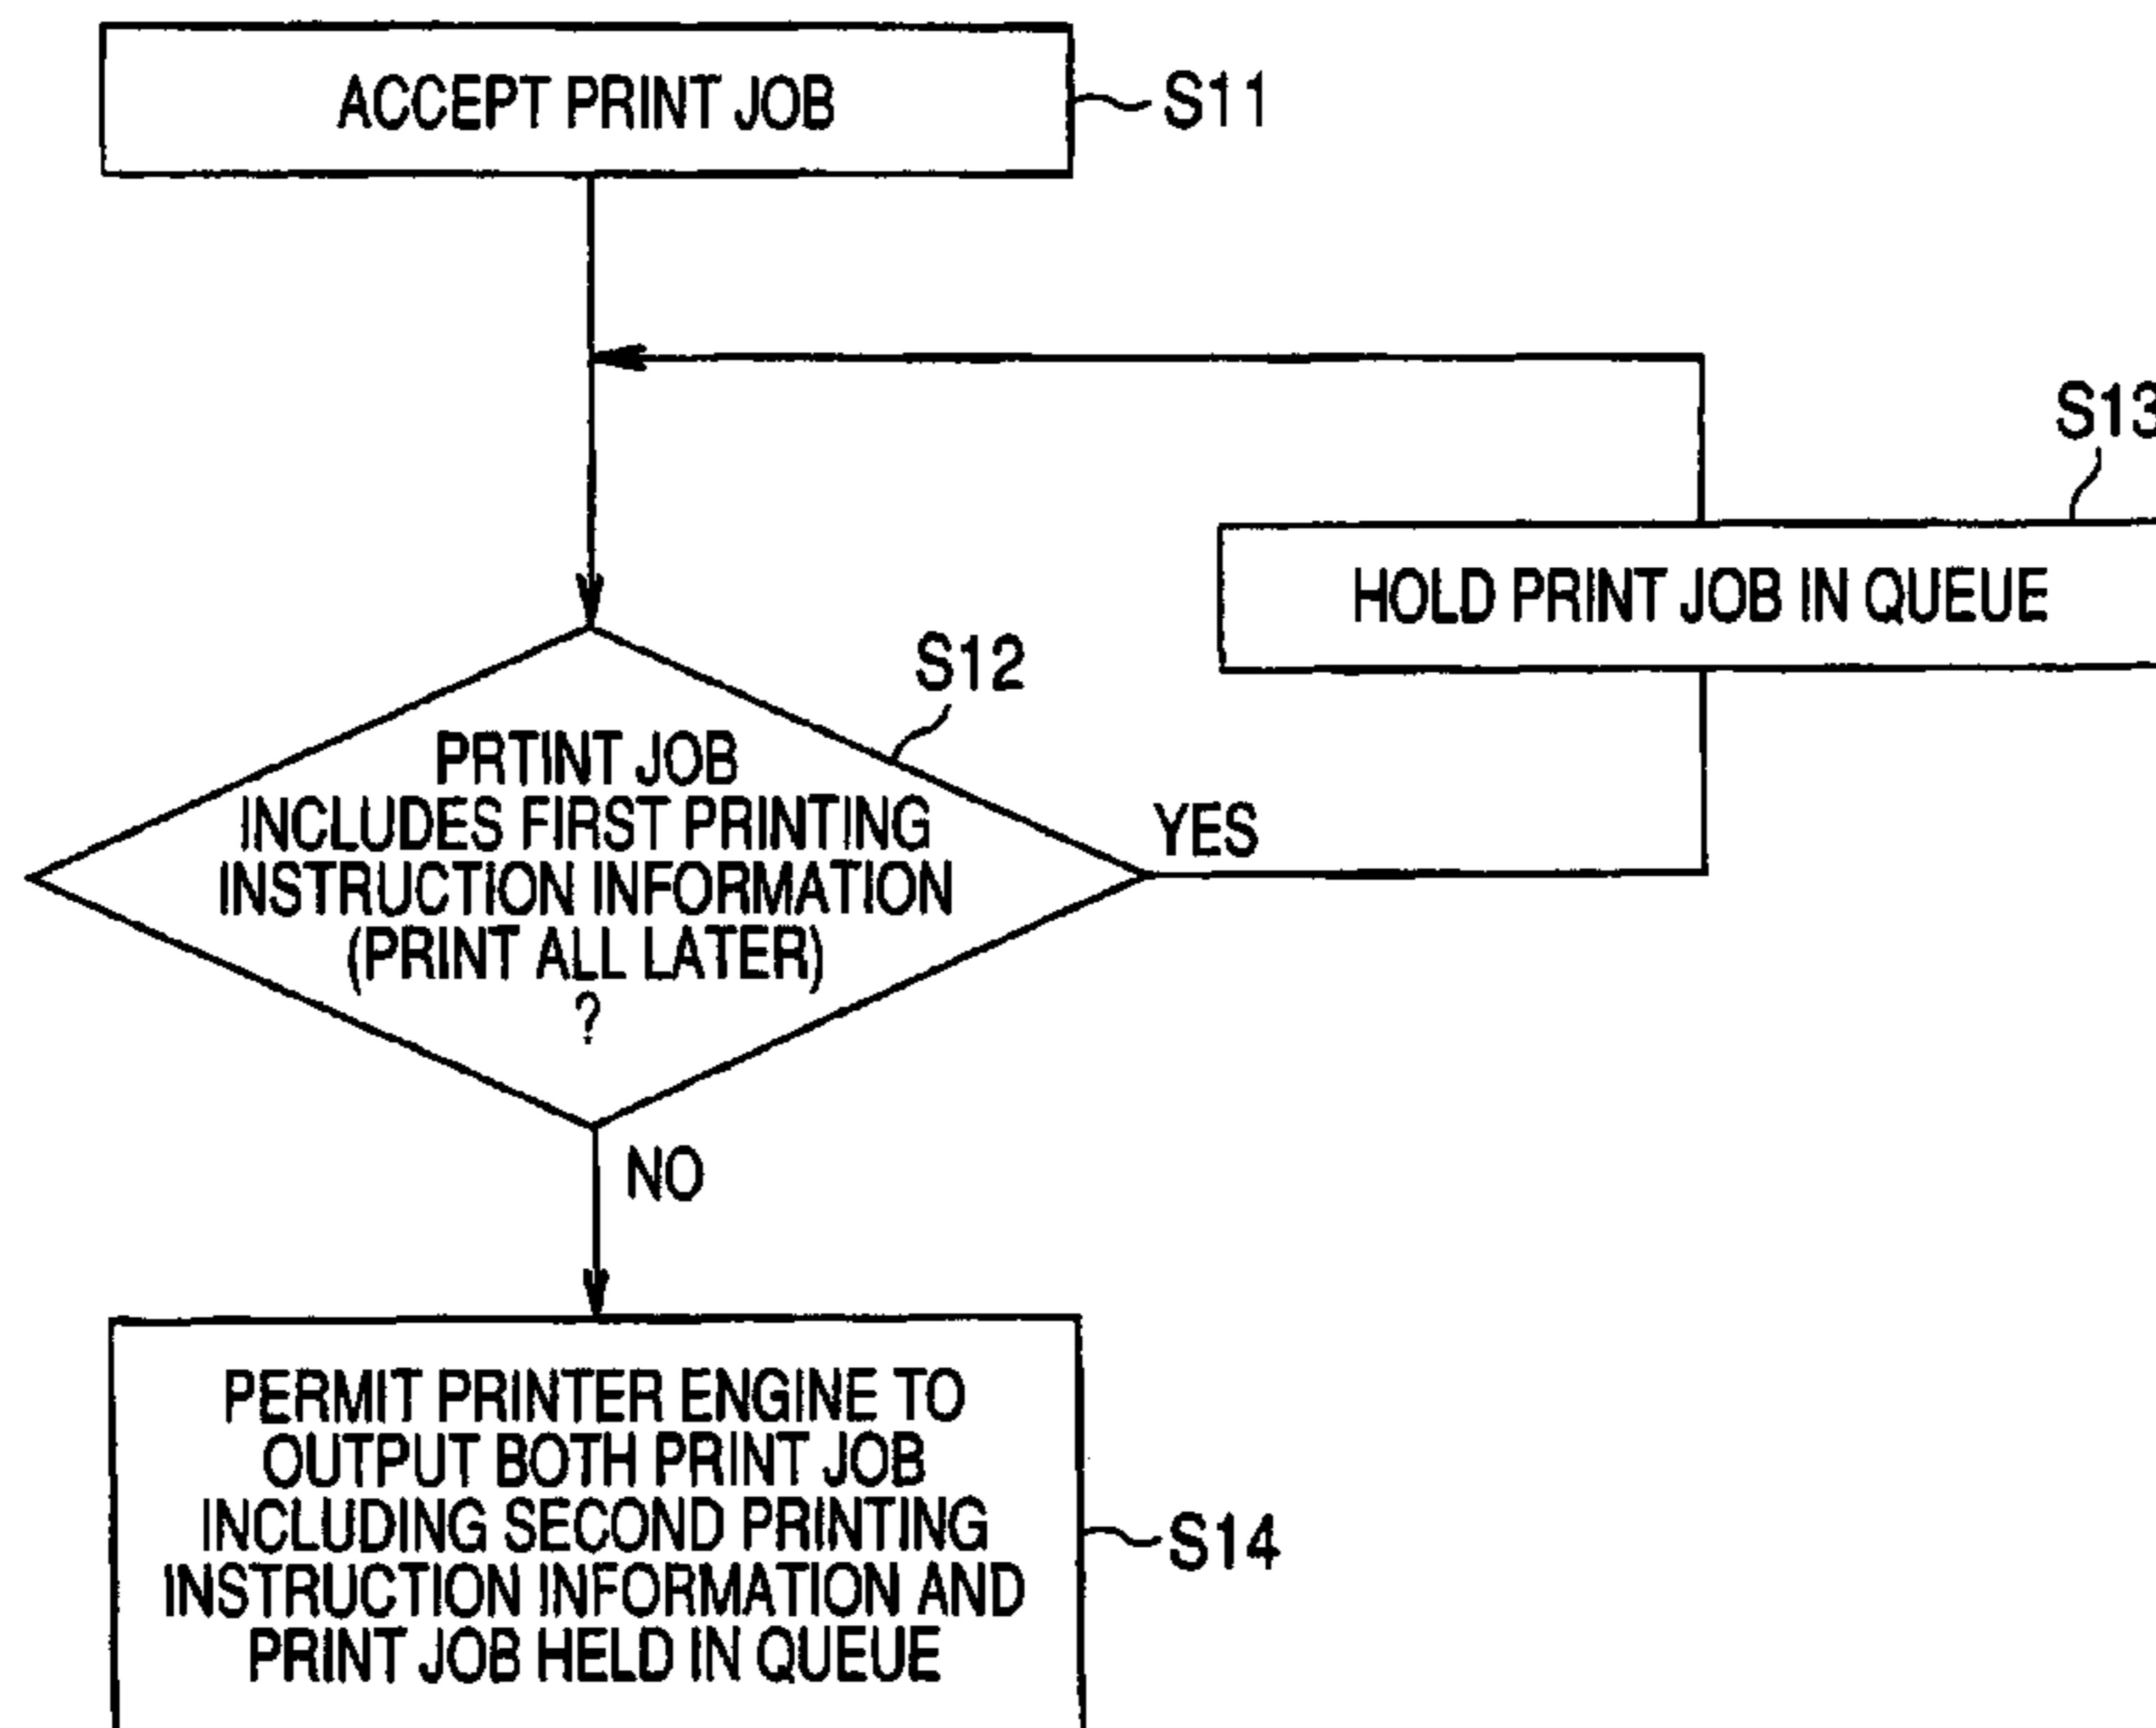 ACCEPT PRINT JOB
S11
S13
HOLD PRINT JOB IN QUEUE
S12
PRTINT JOB
INCLUDES FIRST PRINTING
INSTRUCTION INFORMATION
(PRINT ALL LATER)
?
YES
NO
PERMIT PRINTER ENGINE TO
OUTPUT BOTH PRINT JOB
INCLUDING SECOND PRINTING
INSTRUCTION INFORMATION AND
PRINT JOB HELD IN QUEUE
S14